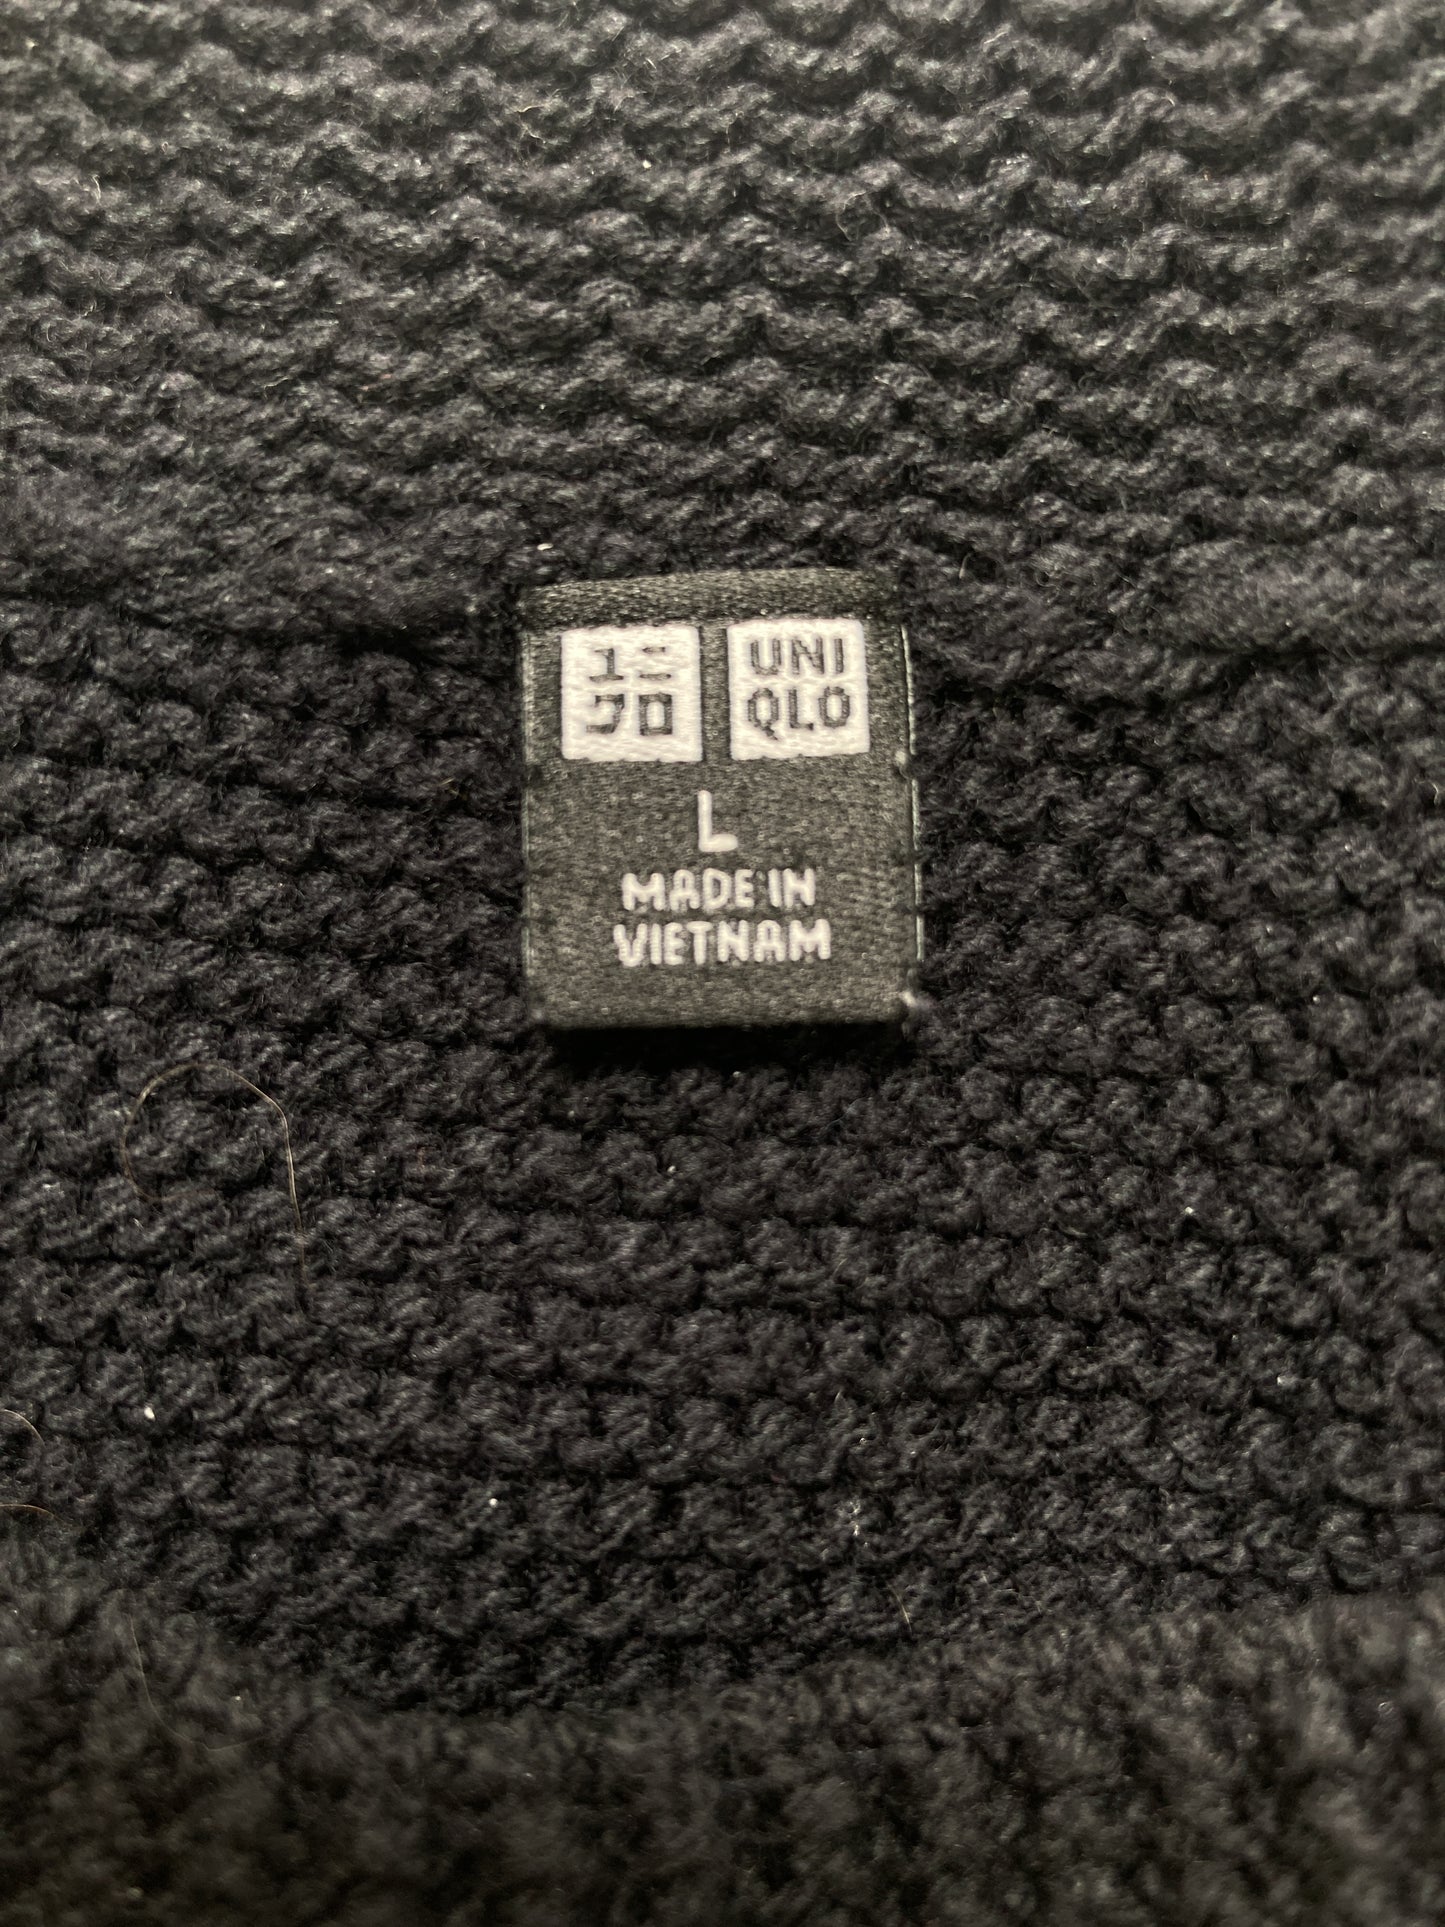 ユニ
クロ
UNI
QLO
L
MADE IN
VIETNAM